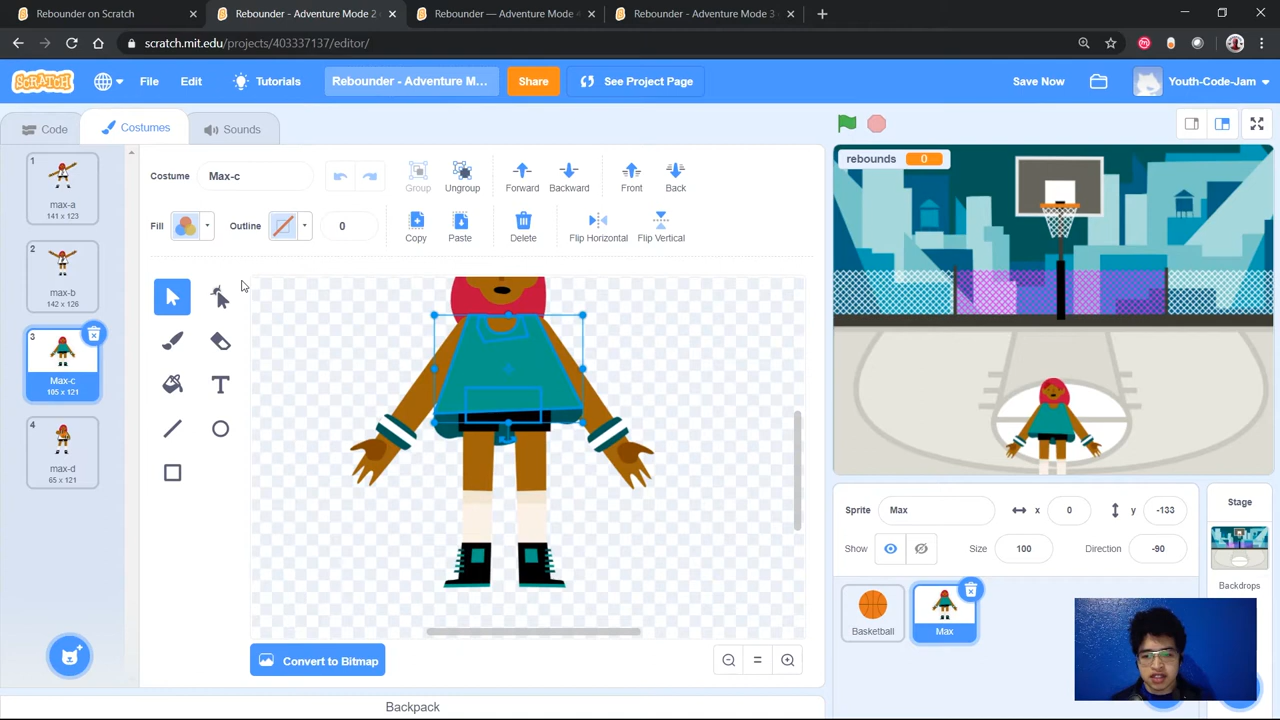 Rebounder on Scratch
Rebounder - Adventure Mode 2
Rebounder — Adventure Mode
Rebounder - Adventure Mode 3
scratch.mit.edu/projects/403337137/editor/
SCRATCH
File
Edit
Tutorials
Rebounder - Adventure M...
Share
See Project Page
Save Now
Youth-Code-Jam
Code
Costumes
Sounds
1
max-a
141 x 123
2
max-b
142 x 126
3
Max-c
105 x 121
4
max-d
65 x 121
Costume
Max-c
Group
Ungroup
Forward
Backward
Front
Back
Fill
Outline
0
Copy
Paste
Delete
Flip Horizontal
Flip Vertical
T
Convert to Bitmap
Backpack
rebounds
0
Sprite
Max
x
0
y
-133
Show
Size
100
Direction
-90
Basketball
Max
Stage
Backdrops